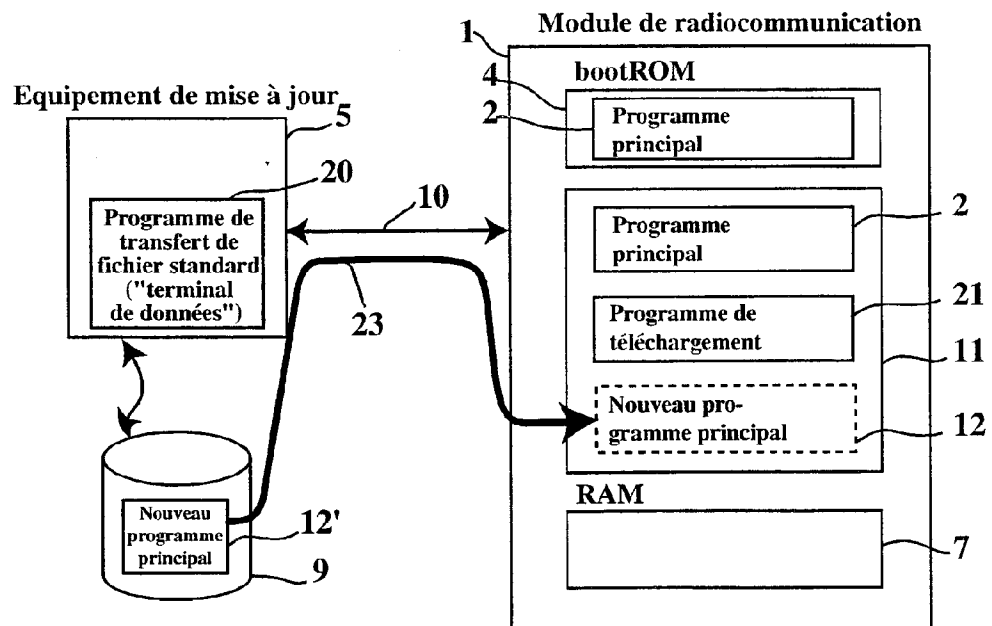 Module de radiocommunication
1
bootROM
4
2
Programme
principal
Equipement de mise à jour
5
20
Programme de
transfert de
fichier standard
("terminal
de données")
10
23
Programme
principal
2
Programme de
téléchargement
21
11
Nouveau pro-
gramme principal
12
RAM
7
Nouveau
programme
principal
12'
9